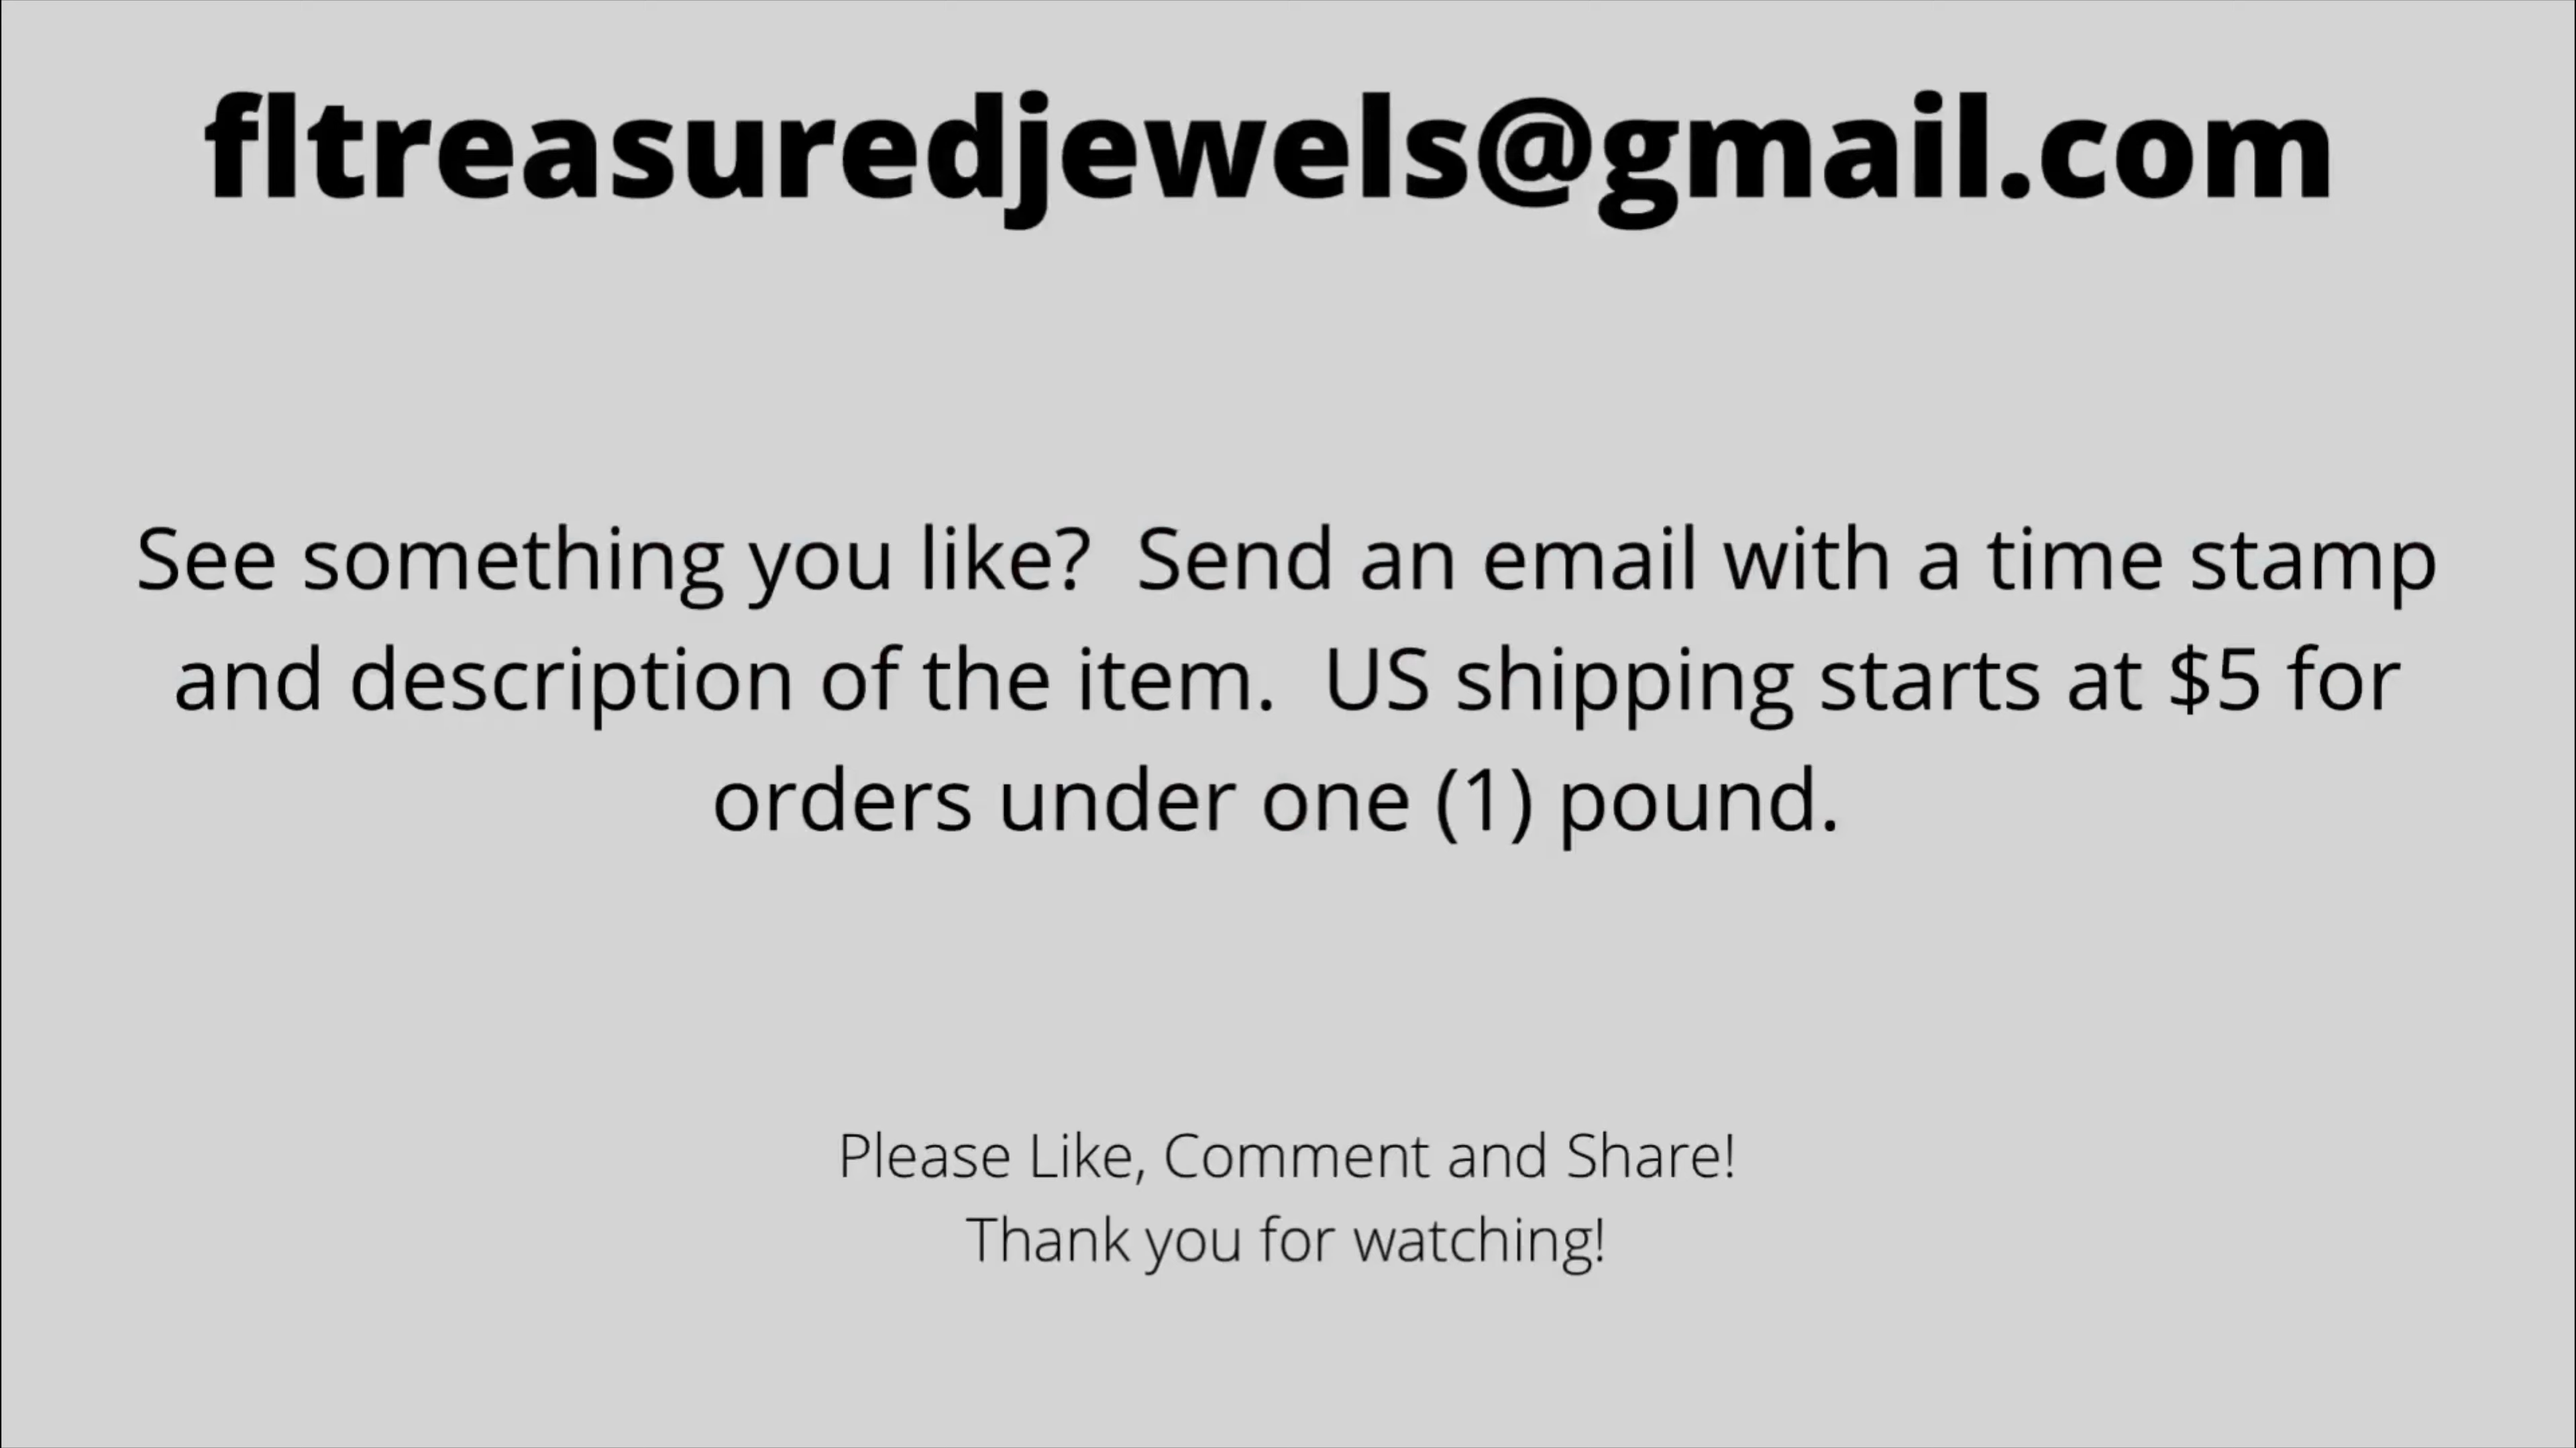 fltreasuredjewels@gmail.com
See something you like?  Send an email with a time stamp
and description of the item.  US shipping starts at $5 for
orders under one (1) pound.
Please Like, Comment and Share!
Thank you for watching!